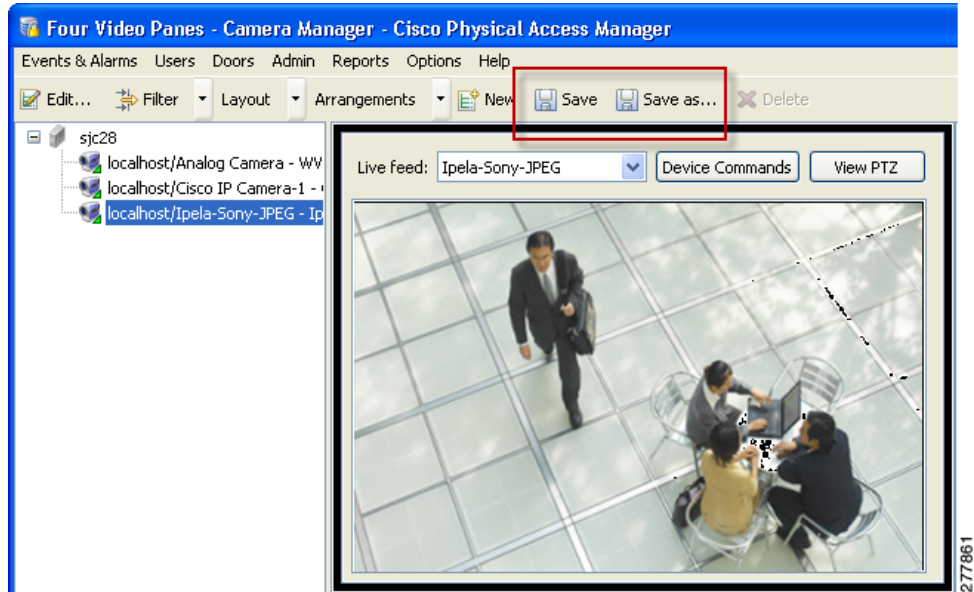 Four Video Panes - Camera Manager - Cisco Physical Access Manager
Events & Alarms Users Doors Admin Reports Options Help
Edit... Filter Layout Arrangements New Save Save as... Delete
sjc28
localhost/Analog Camera - WV
localhost/Cisco IP Camera-1 -
localhost/Ipela-Sony-JPEG - Ip
Live feed: Ipela-Sony-JPEG Device Commands View PTZ
277861